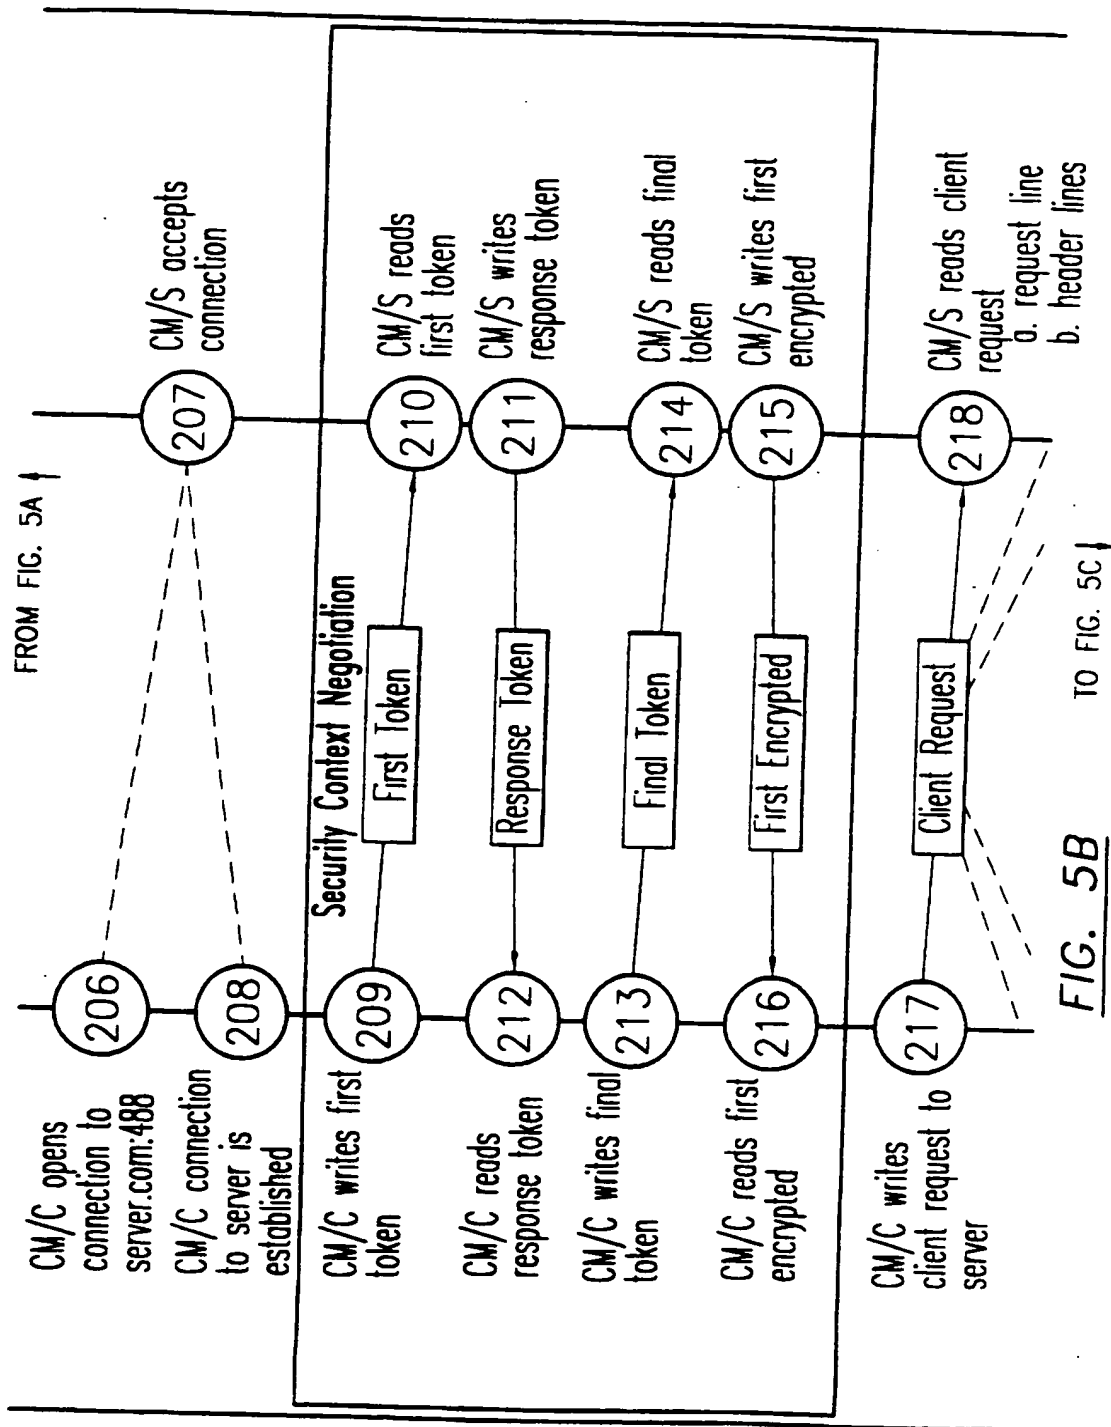 FROM FIG. 5A
CM/C opens
connection to
server.com:488
206
207
CM/S accepts
connection
CM/C connection
to server is
established
208
Security Context Negotiation
CM/C writes first
token
209
First Token
210
CM/S reads
first token
CM/C reads
response token
212
Response Token
211
CM/S writes
response token
CM/C writes final
token
213
Final Token
214
CM/S reads final
token
CM/C reads first
encrypted
216
First Encrypted
215
CM/S writes first
encrypted
CM/C writes
client request to
server
217
Client Request
218
CM/S reads client
request
a. request line
b. header lines
FIG. 5B
TO FIG. 5C